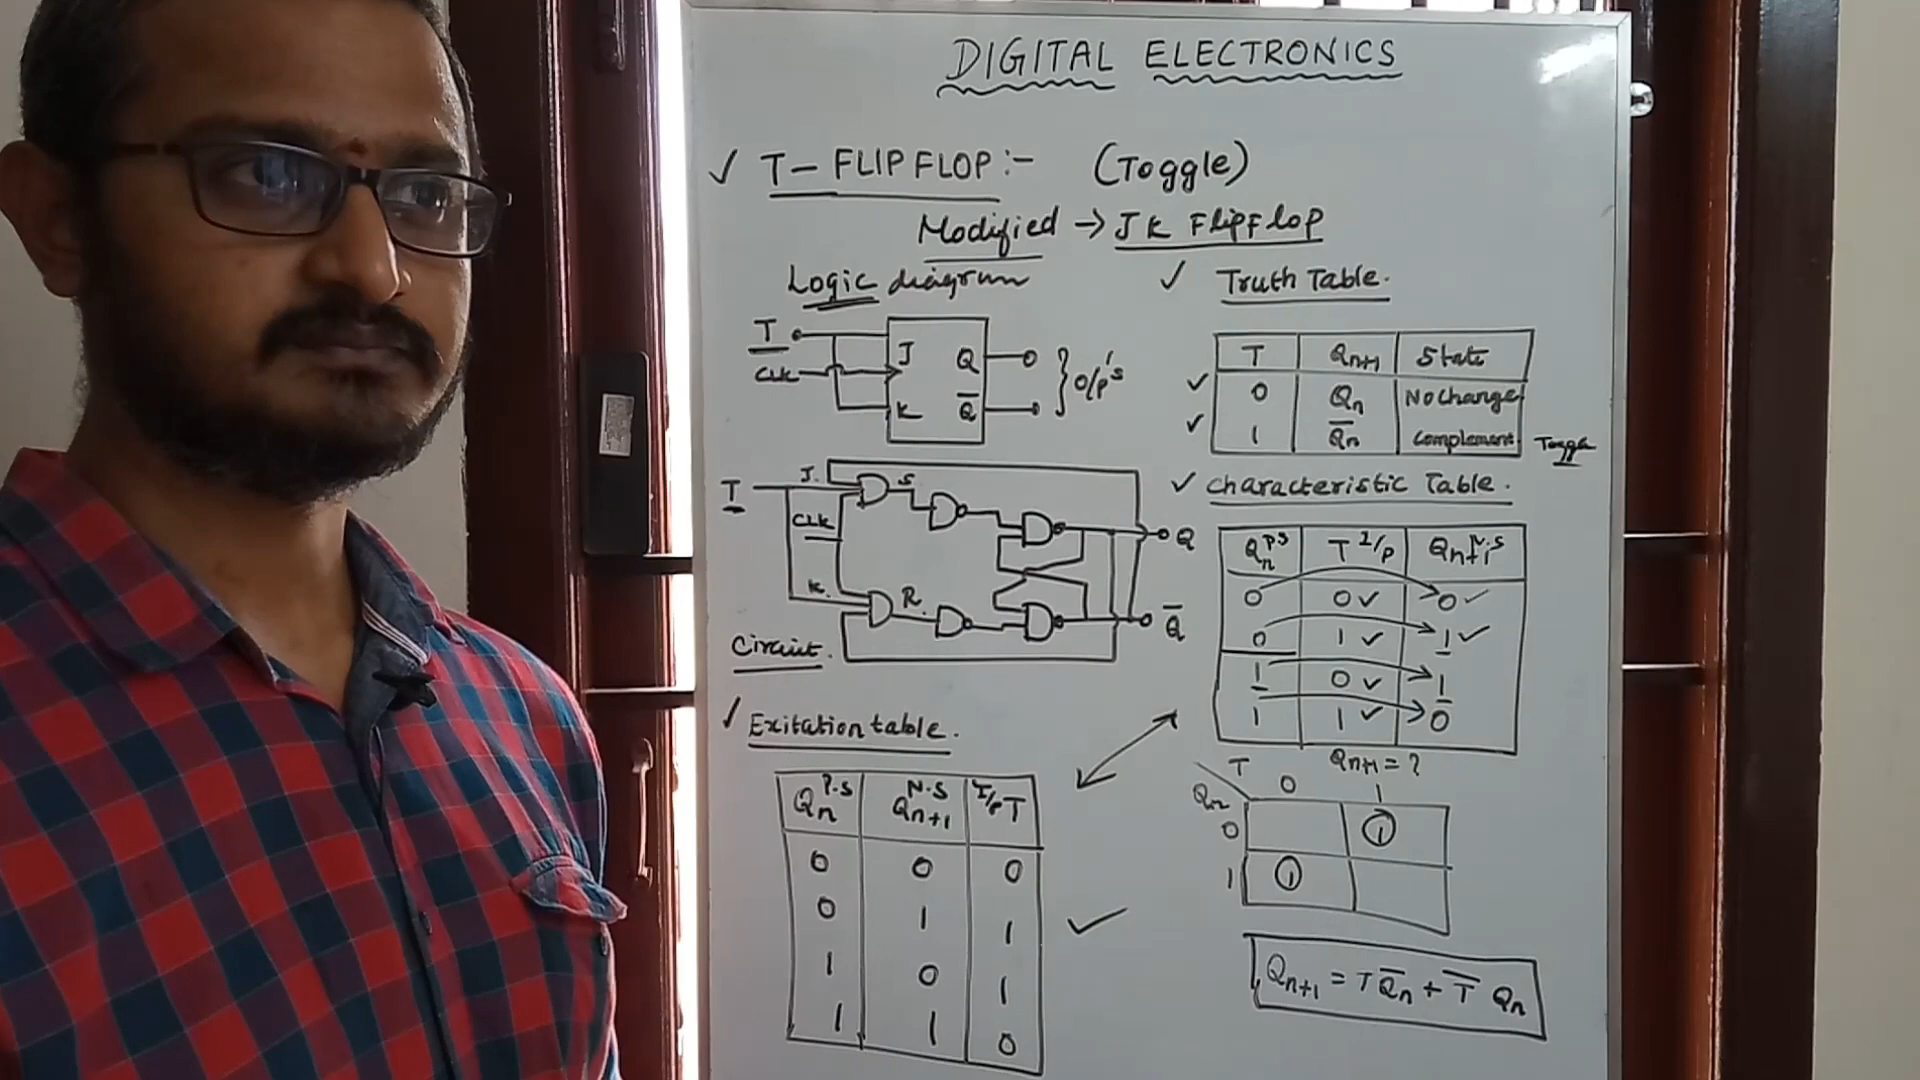 DIGITAL ELECTRONICS
✓ T- FLIPFLOP:- (Toggle)
Modified → JK FlipFlop
Logic diagram
T
CLK
J
K
Q
Q̅
O/p's
T
J.
S
CLK
K.
R.
Q
Q̅
Circuit.
✓ Truth Table.
T Qn+1 State
✓ 0 Qn No change
✓ 1 Q̅n Complement Toggle
✓ characteristic Table.
Qn P.S T I/p Qn+1 N.S
0 0 ✓ 0 ✓
0 1 ✓ 1 ✓
1 0 ✓ 1
1 1 ✓ 0
Qn+1 = ?
T 0 1
Qn
0 1
1 1
Qn+1 = T Q̅n + T̅ Qn
✓ Exitation table.
Qn P.S Qn+1 N.S I/p T
0 0 0
0 1 1 ✓
1 0 1
1 1 0